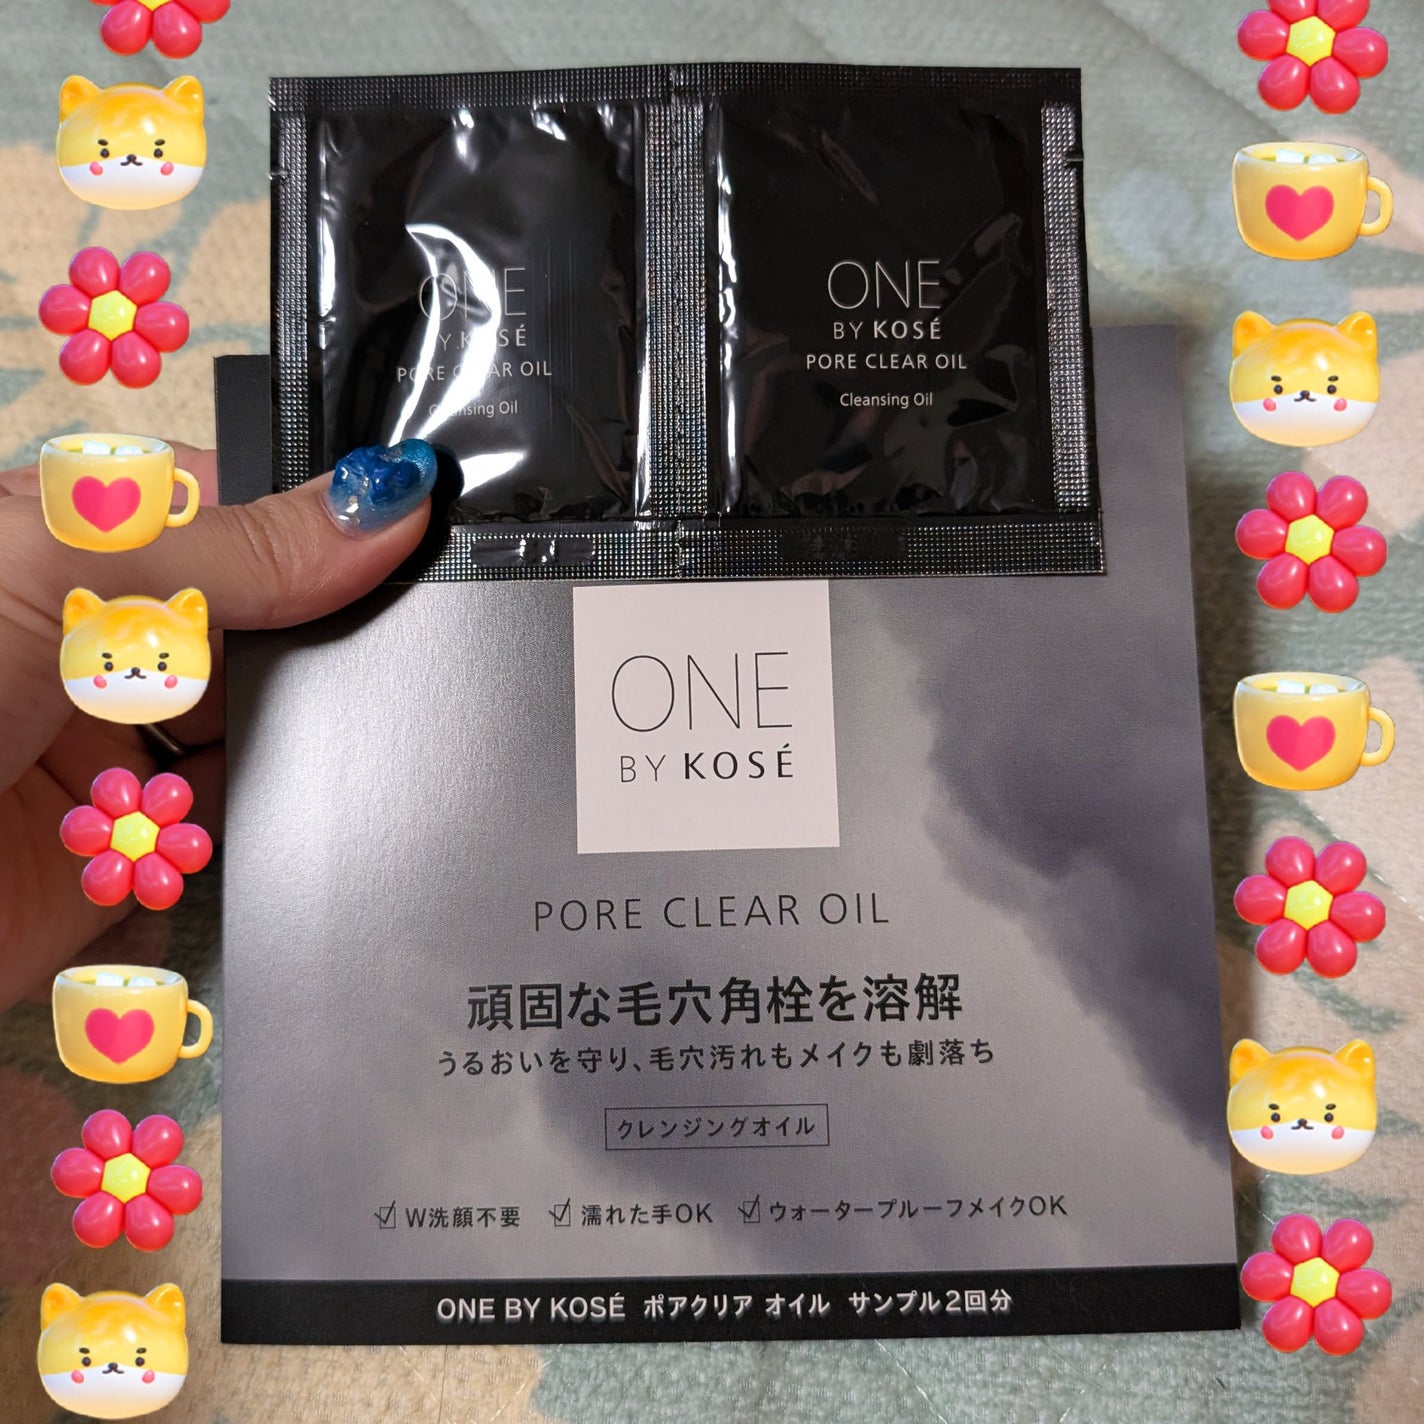 ONE
BY KOSÉ
PORE CLEAR OIL
Cleansing Oil
ONE
BY KOSÉ
PORE CLEAR OIL
Cleansing Oil
ONE
BY KOSÉ
PORE CLEAR OIL
頑固な毛穴角栓を溶解
うるおいを守り、毛穴汚れもメイクも劇落ち
クレンジングオイル
W洗顔不要 濡れた手OK ウォータープルーフメイクOK
ONE BY KOSÉ ポアクリア オイル サンプル2回分